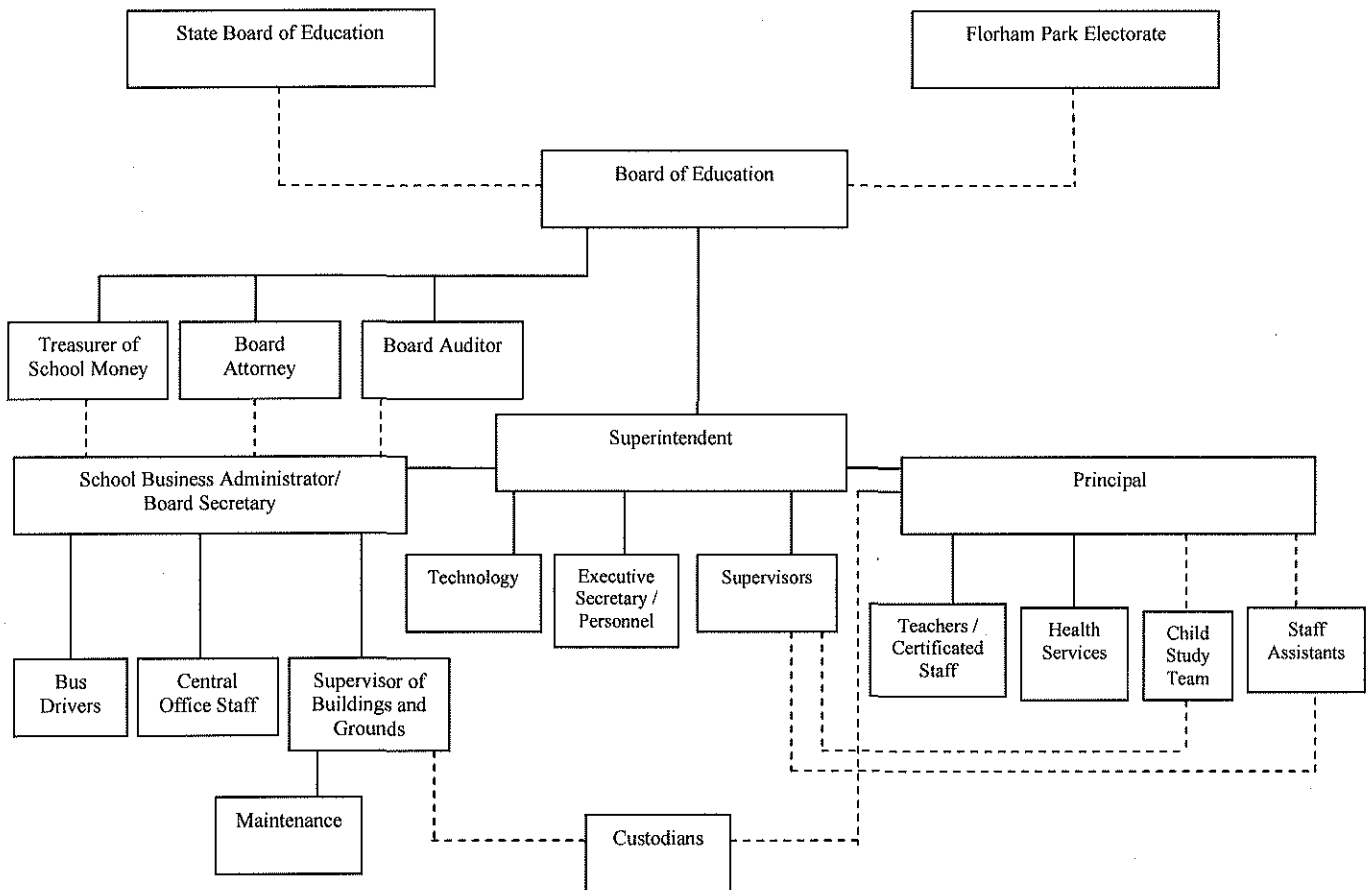 State Board of Education
Florham Park Electorate
Board of Education
Treasurer of
School Money
Board
Attorney
Board Auditor
Superintendent
School Business Administrator/
Board Secretary
Principal
Technology
Executive
Secretary /
Personnel
Supervisors
Teachers /
Certificated
Staff
Health
Services
Child
Study
Team
Staff
Assistants
Bus
Drivers
Central
Office Staff
Supervisor of
Buildings and
Grounds
Maintenance
Custodians